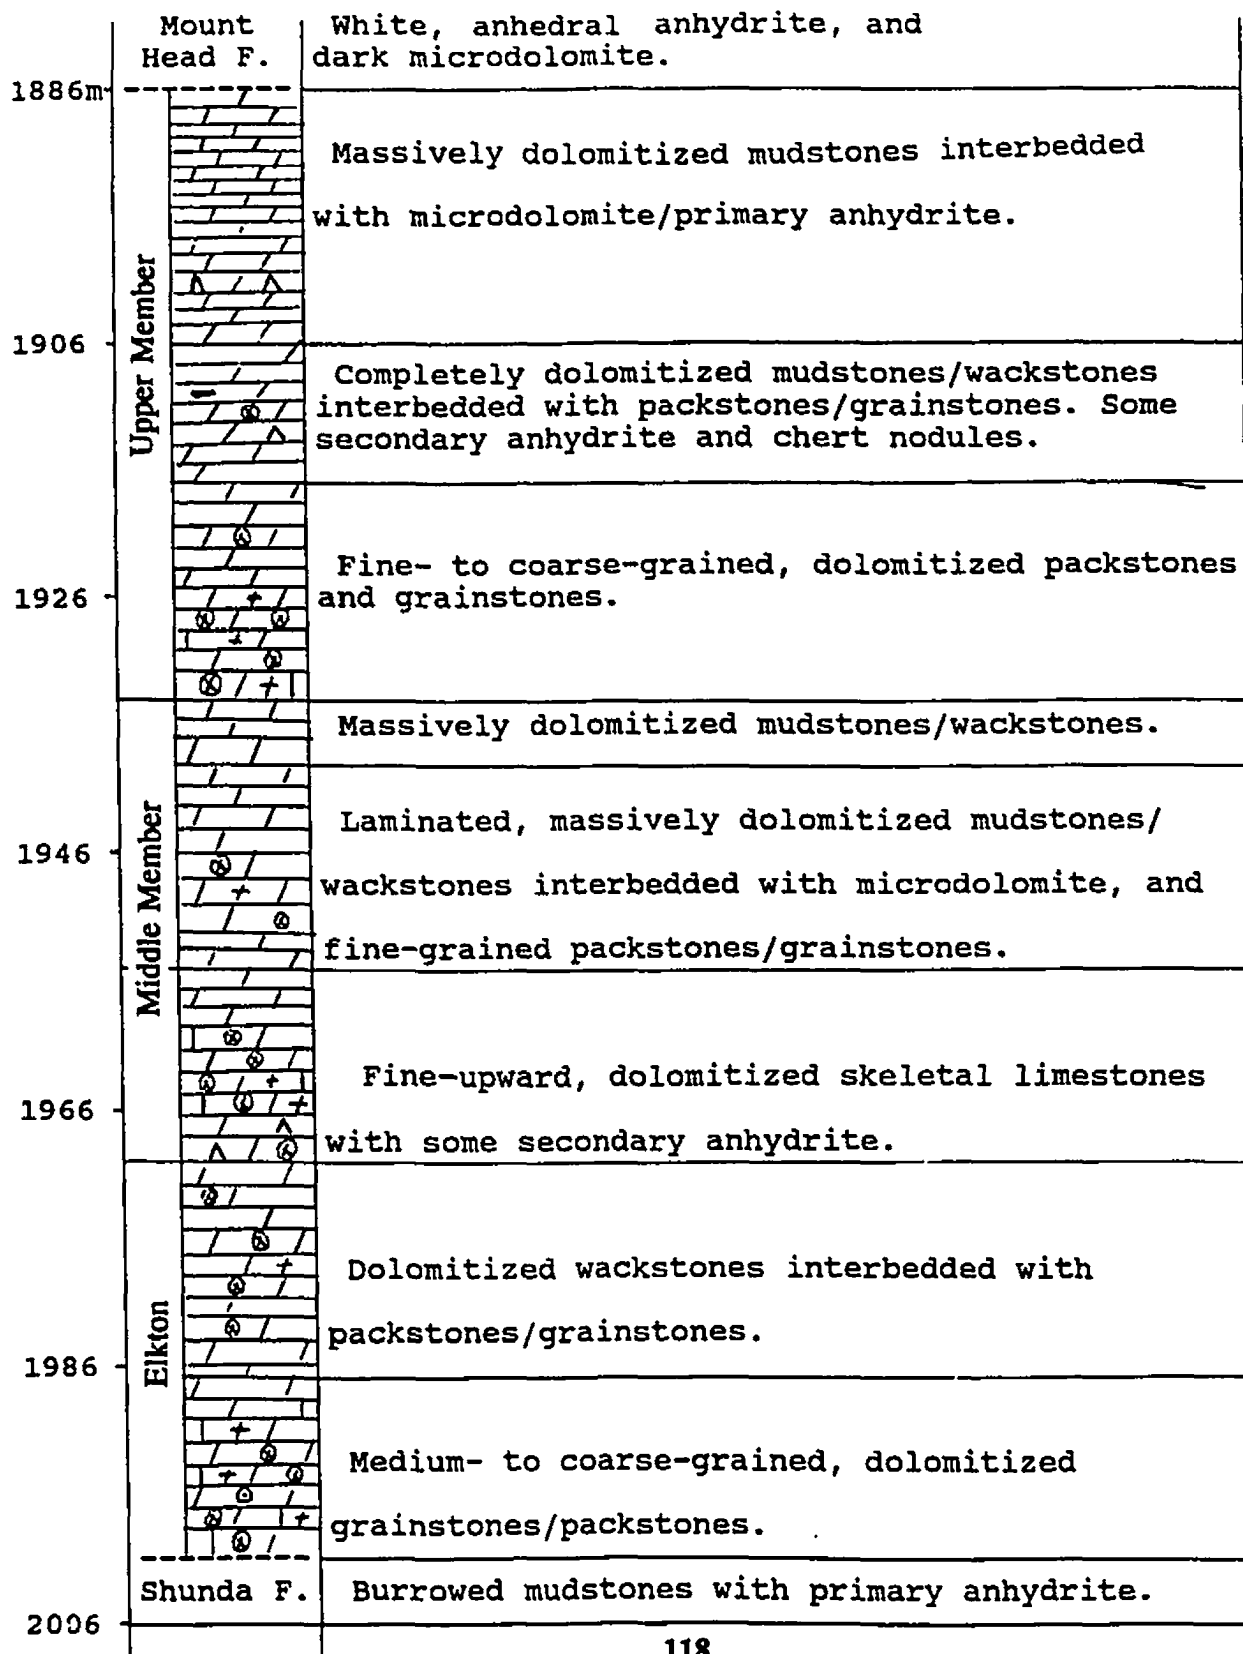 Mount
Head F.
White, anhedral anhydrite, and
dark microdolomite.
1886m
Upper Member
Massively dolomitized mudstones interbedded
with microdolomite/primary anhydrite.
1906
Completely dolomitized mudstones/wackstones
interbedded with packstones/grainstones. Some
secondary anhydrite and chert nodules.
Fine- to coarse-grained, dolomitized packstones
1926
and grainstones.
Middle Member
Massively dolomitized mudstones/wackstones.
Laminated, massively dolomitized mudstones/
1946
wackstones interbedded with microdolomite, and
fine-grained packstones/grainstones.
Fine-upward, dolomitized skeletal limestones
1966
with some secondary anhydrite.
Elkton
Dolomitized wackstones interbedded with
packstones/grainstones.
1986
Medium- to coarse-grained, dolomitized
grainstones/packstones.
Shunda F.
Burrowed mudstones with primary anhydrite.
2096
118